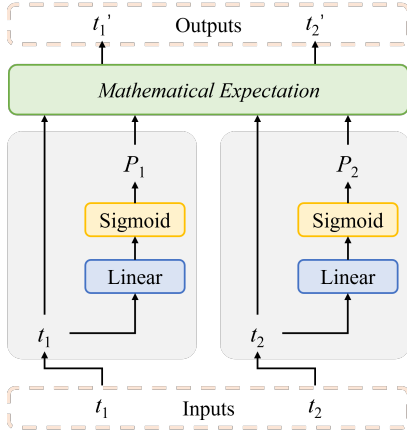 t₁’ Outputs t₂’
Mathematical Expectation
P₁ P₂
Sigmoid Sigmoid
Linear Linear
t₁ t₂
t₁ Inputs t₂